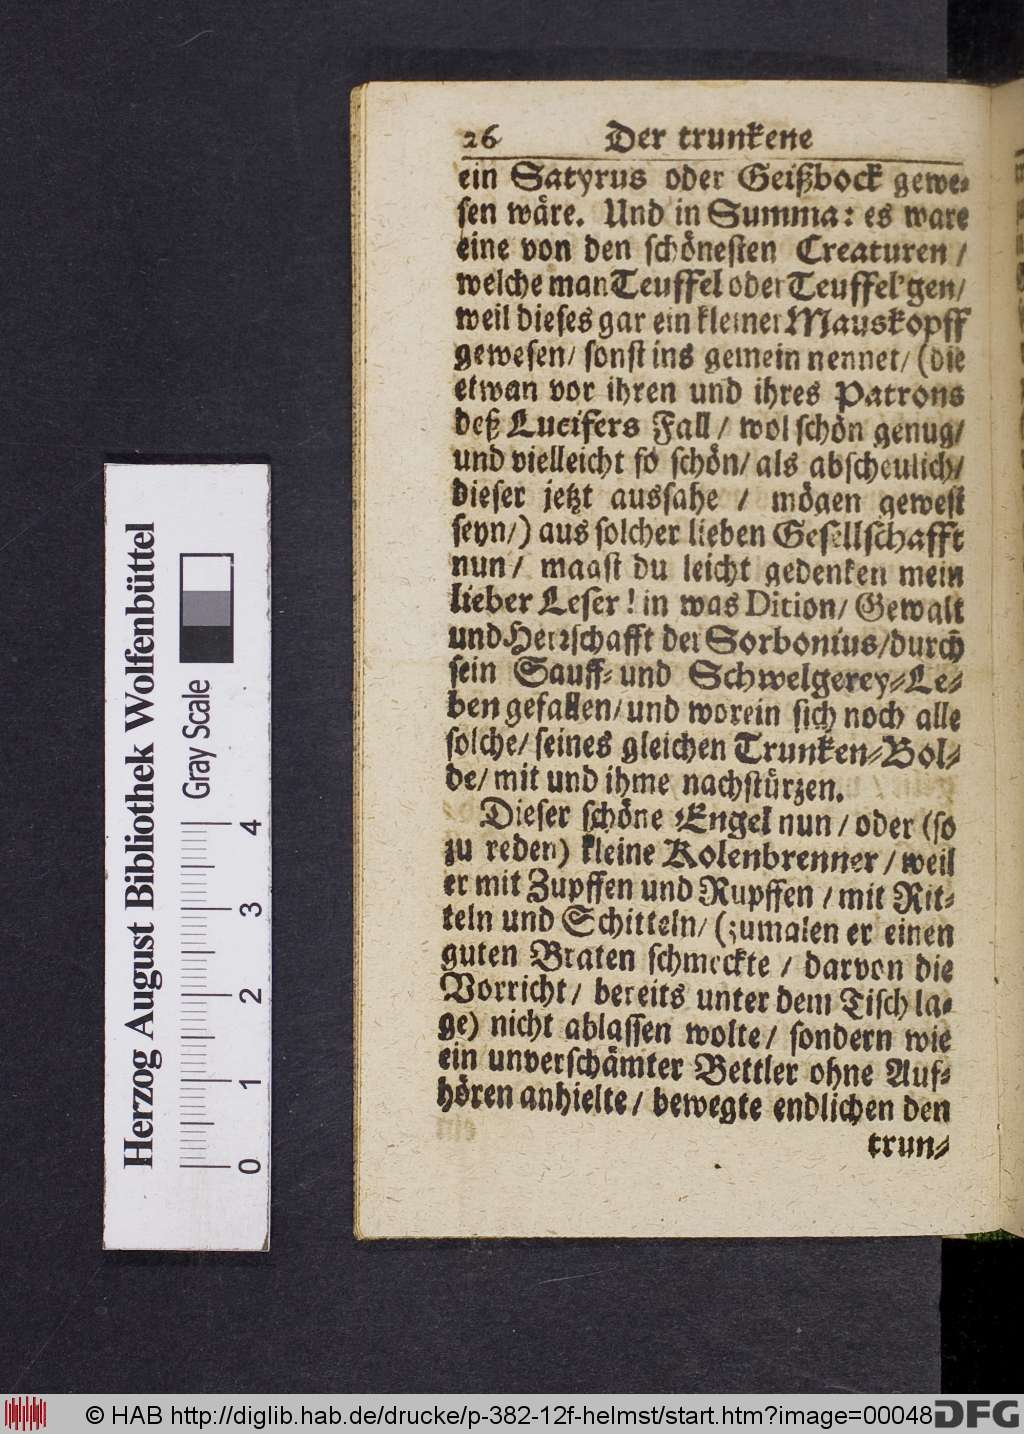 26 Der trunkene
ein Satyrus oder Geißbock gewe-
sen wäre. Und in Summa: es ware
eine von den schönesten Creaturen /
welche man Teuffel oder Teuffel'gen/
weil dieses gar ein kleiner Mauskopff
gewesen/ sonst ins gemein nennet/ (die
etwan vor ihren und ihres Patrons
deß Lucifers Fall / wol schön genug/
und vielleicht so schön/ als abscheulich/
dieser jetzt aussahe / mögen gewest
seyn/) aus solcher lieben Gesellschafft
nun / magst du leicht gedenken mein
lieber Leser! in was Dition/ Gewalt
und Herrschafft der Sorbonius/durch
sein Sauff- und Schwelgerey-Le-
ben gefallen/ und worein sich noch alle
solche/ seines gleichen Trunken-Bol-
de/ mit und ihme nachstürzen.
Dieser schöne Engel nun / oder (so
zu reden) kleine Kolenbrenner / weil
er mit Zupffen und Rupffen / mit Rit-
teln und Schitteln/ (zumalen er einen
guten Braten schmeckte / darvon die
Vorricht/ bereits unter dem Tisch la-
ge) nicht ablassen wolte/ sondern wie
ein unverschämter Bettler ohne Auf-
hören anhielte / bewegte endlichen den
trun-
Herzog August Bibliothek Wolfenbüttel
Gray Scale
0 1 2 3 4
© HAB http://diglib.hab.de/drucke/p-382-12f-helmst/start.htm?image=00048
DFG